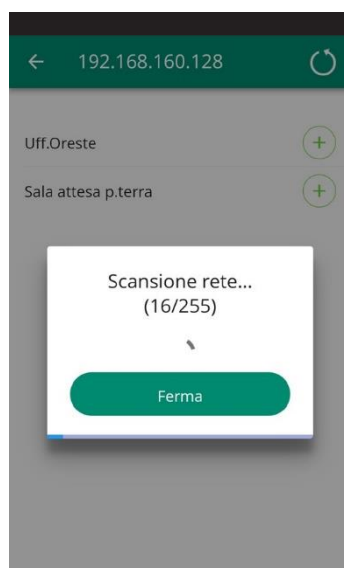 192.168.160.128
Uff.Oreste
Sala attesa p.terra
Scansione rete...
(16/255)
Ferma